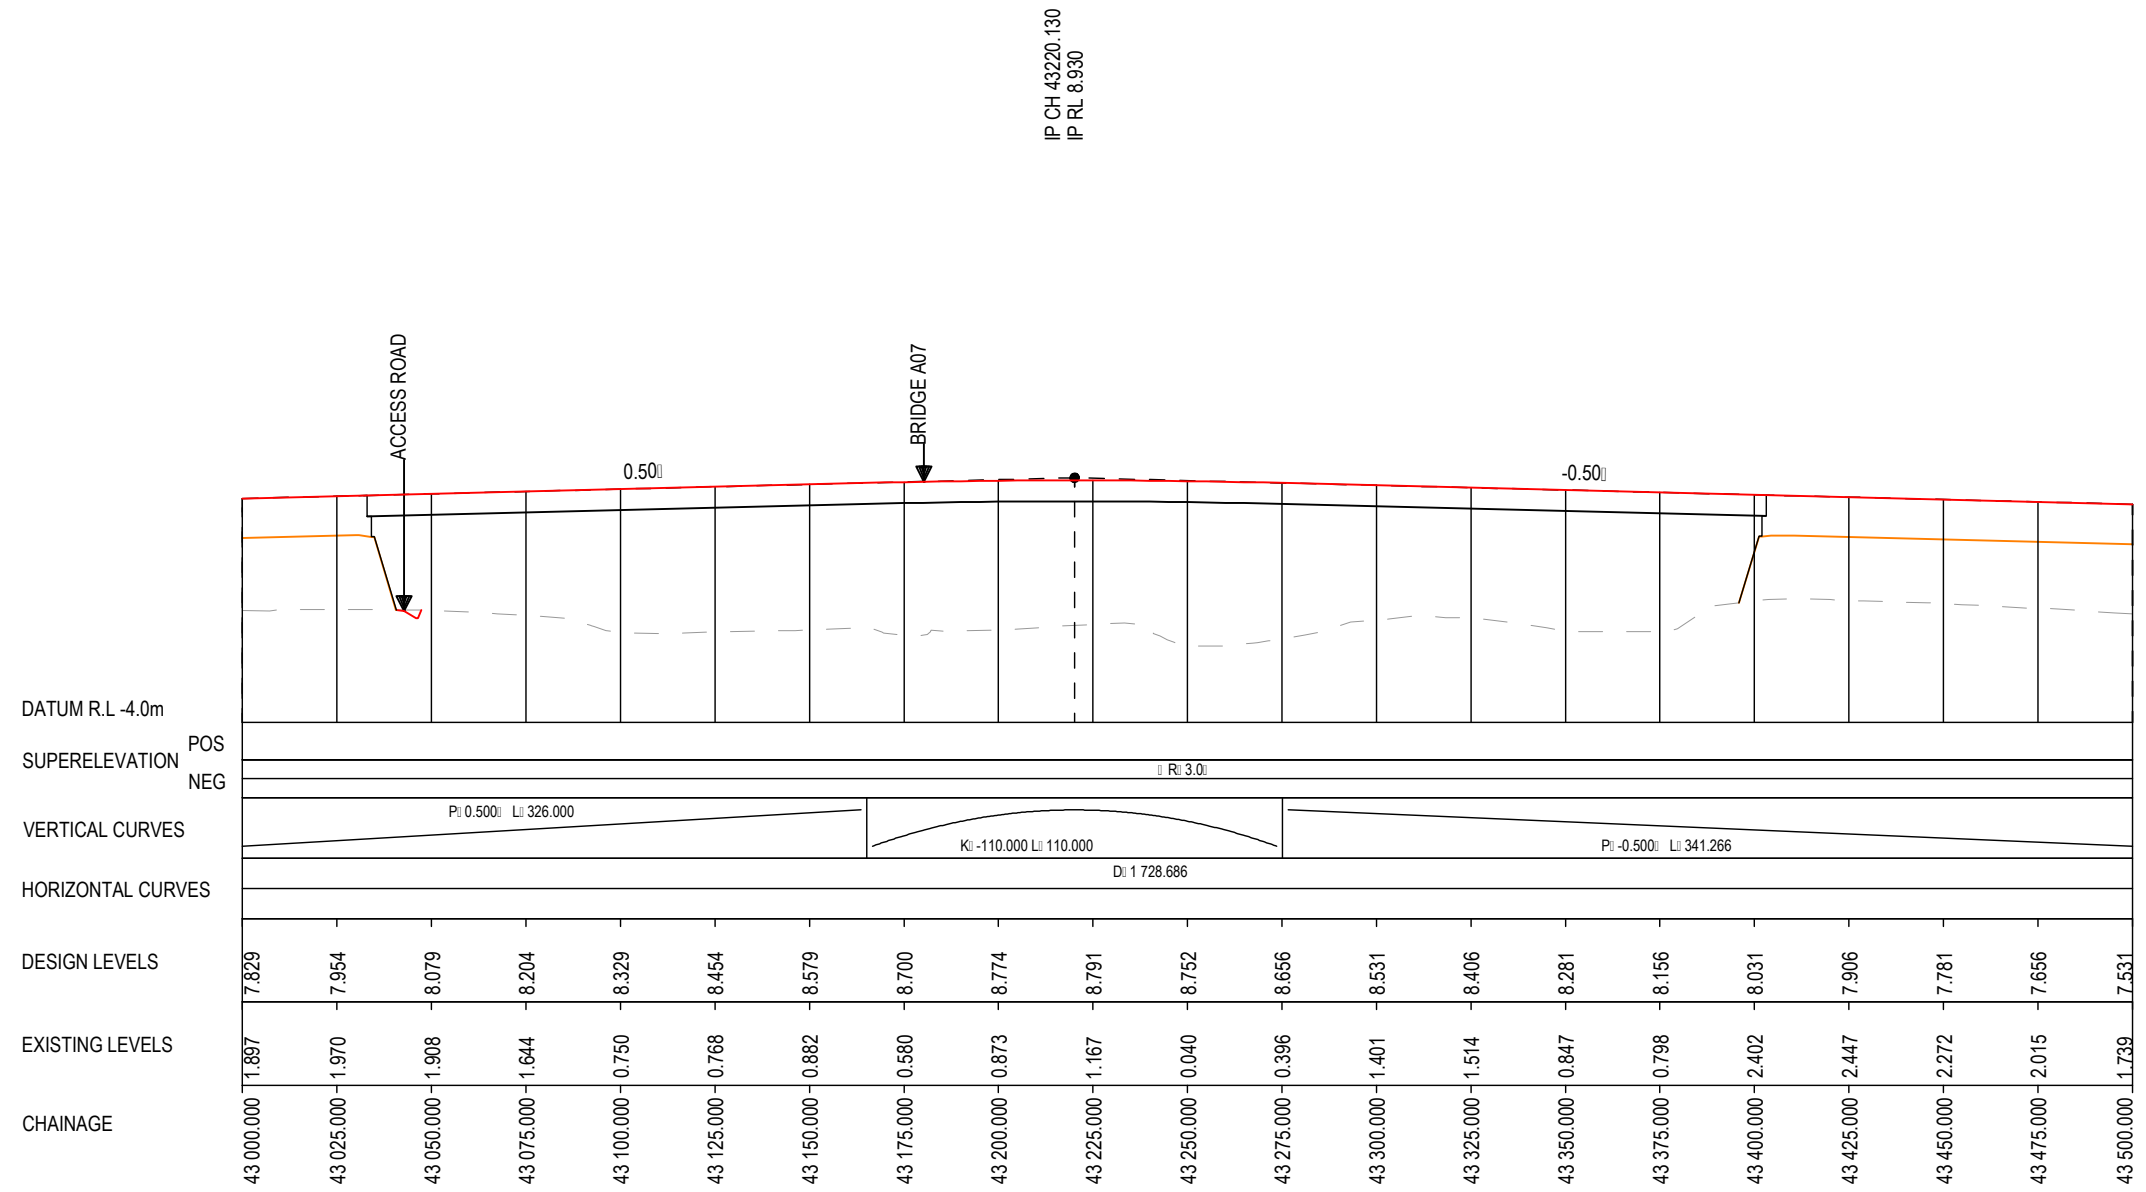 IP CH 43220.130
IP RL 8.930
ACCESS ROAD
BRIDGE A07
0.50
-0.50
DATUM R.L -4.0m
SUPERELEVATION
POS
NEG
R 3.0
VERTICAL CURVES
P 0.500 L 326.000
K -110.000 L 110.000
P -0.500 L 341.266
HORIZONTAL CURVES
D 1 728.686
DESIGN LEVELS
7.829 7.954 8.079 8.204 8.329 8.454 8.579 8.700 8.774 8.791 8.752 8.656 8.531 8.406 8.281 8.156 8.031 7.906 7.781 7.656 7.531
EXISTING LEVELS
1.897 1.970 1.908 1.644 0.750 0.768 0.882 0.580 0.873 1.167 0.040 0.396 1.401 1.514 0.847 0.798 2.402 2.447 2.272 2.015 1.739
CHAINAGE
43 000.000 43 025.000 43 050.000 43 075.000 43 100.000 43 125.000 43 150.000 43 175.000 43 200.000 43 225.000 43 250.000 43 275.000 43 300.000 43 325.000 43 350.000 43 375.000 43 400.000 43 425.000 43 450.000 43 475.000 43 500.000